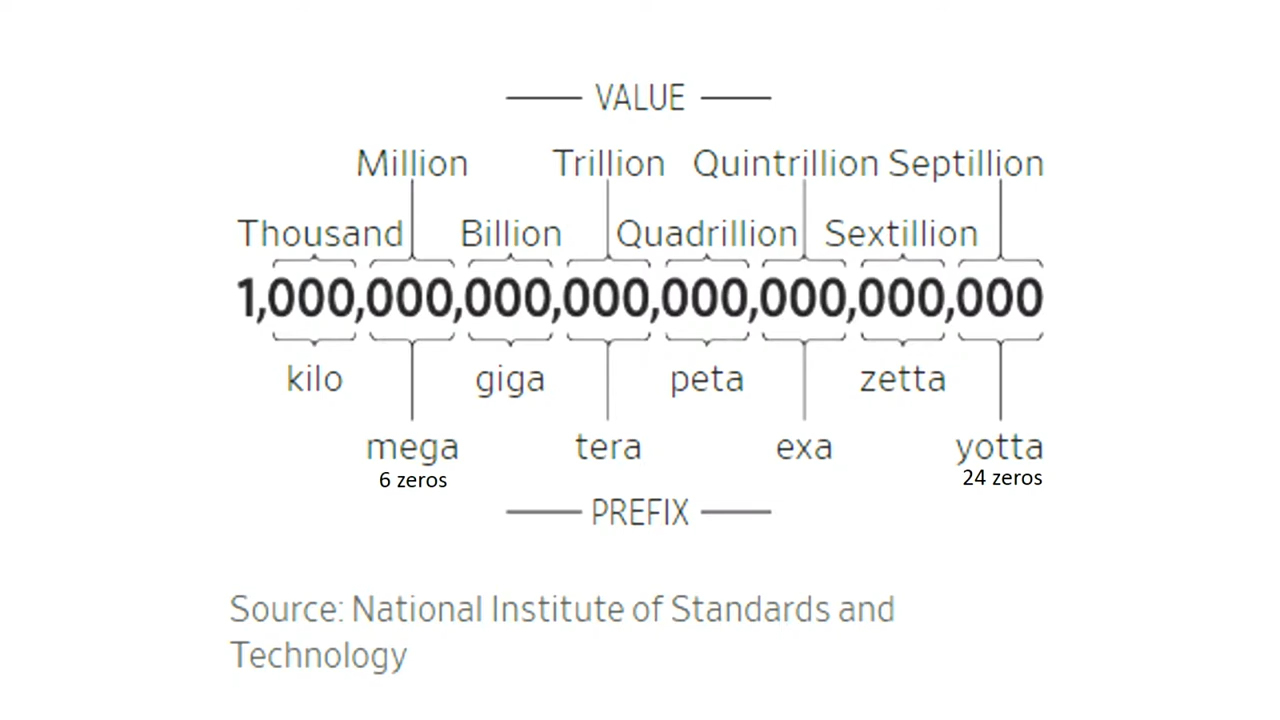 VALUE
Million Trillion Quintrillion Septillion
Thousand Billion Quadrillion Sextillion
1,000,000,000,000,000,000,000,000
kilo giga peta zetta
mega tera exa yotta
6 zeros 24 zeros
PREFIX
Source: National Institute of Standards and
Technology